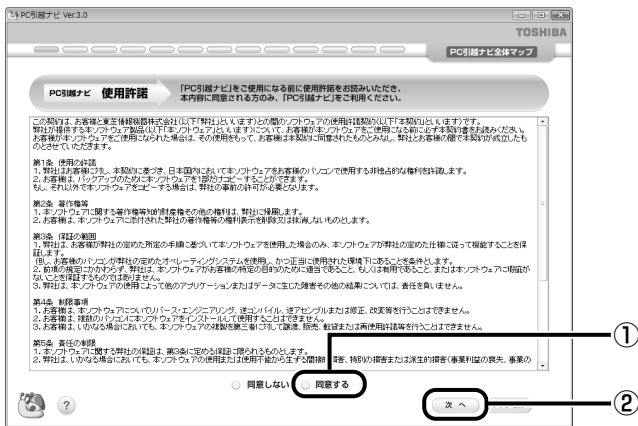 PC引越ナビ Ver.3.0
TOSHIBA
PC引越ナビ全体マップ
PC引越ナビ 使用許諾
「PC引越ナビ」をご使用になる前に使用許諾をお読みいただき、
本内容に同意される方のみ、「PC引越ナビ」をご利用ください。
この契約は、お客様と東芝情報機器株式会社(以下「弊社」といいます)との間のソフトウェアの使用許諾契約(以下「本契約」といいます)です。
弊社が提供する本ソフトウェア製品(以下「本ソフトウェア」といいます)について、お客様が本ソフトウェアをご使用になる前に必ず本契約書をお読みください。
お客様が本ソフトウェアをご使用になられた場合は、その使用をもって、お客様は本契約に同意されたものとみなし、弊社とお客様の間で本契約が成立したも
のとさせていただきます。
第1条 使用の許諾
1. 弊社はお客様に対し、本契約に基づき、日本国内において本ソフトウェアをお客様のパソコンで使用する非独占的な権利を許諾します。
2. お客様は、バックアップのために本ソフトウェアを1部だけコピーすることができます。
もし、それ以外で本ソフトウェアをコピーする場合は、弊社の事前の許可が必要となります。
第2条 著作権等
1. 本ソフトウェアに関する著作権等知的財産権その他の権利は、弊社に帰属します。
2. お客様は、本ソフトウェアに添付された弊社の著作権等の権利表示を削除又は抹消しないものとします。
第3条 保証の範囲
1. 弊社は、お客様が弊社の定めた所定の手順に基づいて本ソフトウェアを使用した場合のみ、本ソフトウェアが弊社の定めた仕様に従って機能することを保
証します。
但し、お客様がパソコンのオペレーティングシステムを使用し、かつ正当に使用された環境下にあることを条件とします。
2. 前項の規定にかかわらず、弊社は、本ソフトウェアがお客様の特定の目的のために適当であること、もしくは有用であること、または本ソフトウェアに瑕疵が
ないことを保証するものではありません。
3. 弊社は、本ソフトウェアの使用によって他のアプリケーションまたはデータに生じた障害その他の結果については、責任を負いません。
第4条 制限事項
1. お客様は、本ソフトウェアについてリバース・エンジニアリング、逆コンパイル、逆アセンブルまたは修正、改変等を行うことはできません。
2. お客様は、複数のパソコンに本ソフトウェアをインストールして使用することはできません。
3. お客様は、いかなる場合においても、本ソフトウェアの複製を第三者に対して譲渡、販売、転貸または再使用許諾等を行うことはできません。
第5条 責任の制限
1. 本ソフトウェアに関する弊社の保証は、第3条に定める保証に限られるものとします。
2. 弊社は、いかなる場合においても、本ソフトウェアの使用または使用不能から生ずる間接的損害、特別の損害または派生的損害(事業利益の喪失、事業の
同意しない 同意する ①
? 次へ ②